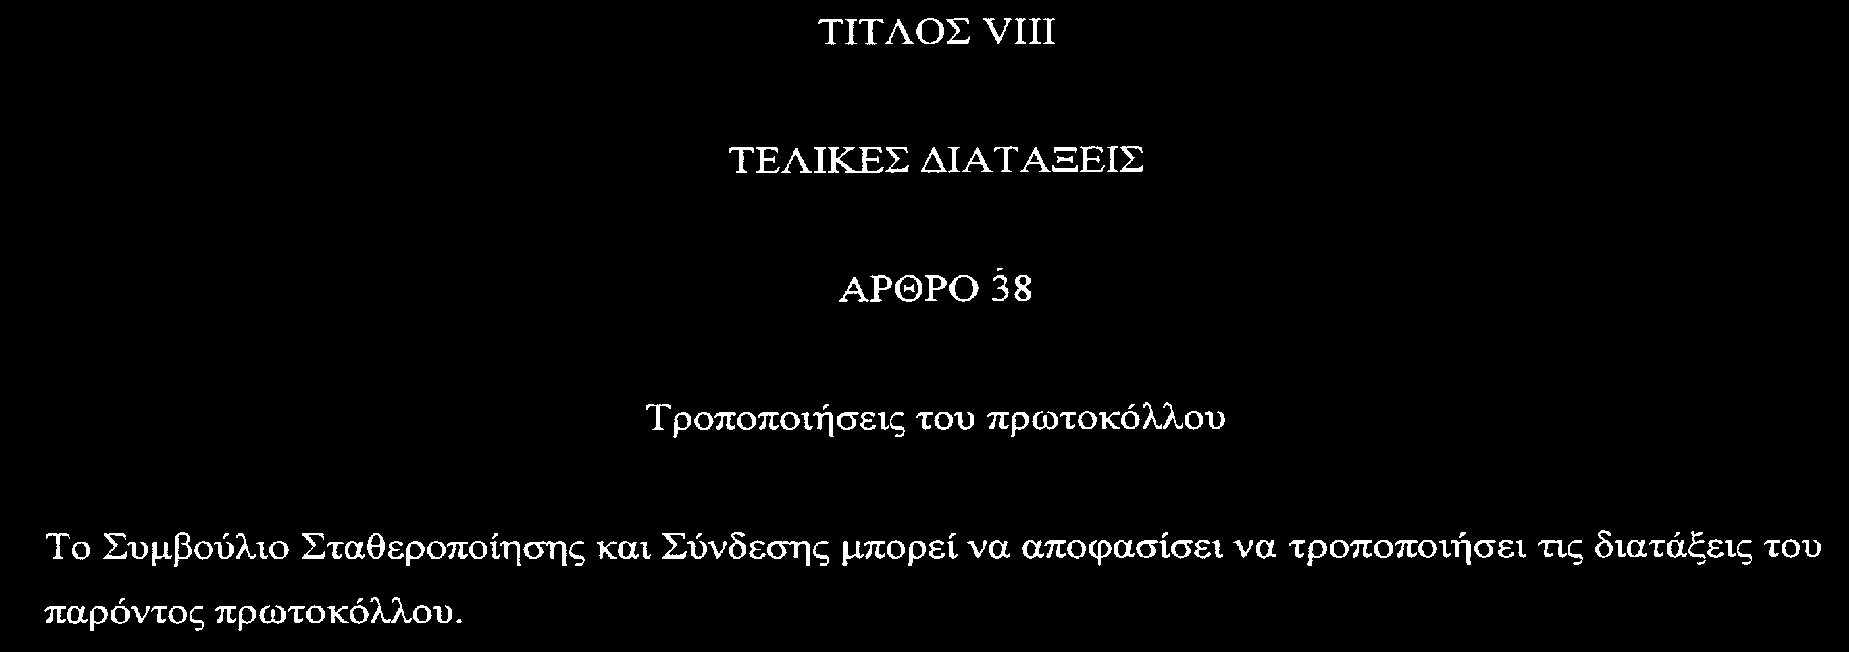 ΤΙΤΛΟΣ VIII
ΤΕΛΙΚΕΣ ΔΙΑΤΑΞΕΙΣ
ΑΡΘΡΟ 38
Τροποποιήσεις του πρωτοκόλλου
Το Συμβούλιο Σταθεροποίησης και Σύνδεσης μπορεί να αποφασίσει να τροποποιήσει τις διατάξεις του
παρόντος πρωτοκόλλου.